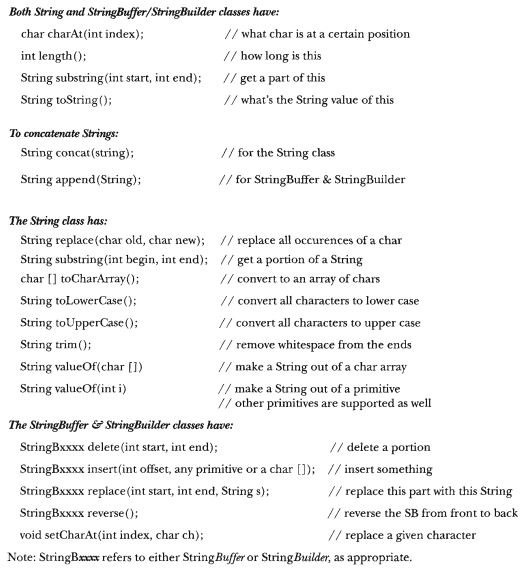 Both String and StringBuffer/StringBuilder classes have:
char charAt(int index); // what char is at a certain position
int length(); // how long is this
String substring(int start, int end); // get a part of this
String toString(); // what's the String value of this
To concatenate Strings:
String concat(string); // for the String class
String append(String); // for StringBuffer & StringBuilder
The String class has:
String replace(char old, char new); // replace all occurences of a char
String substring(int begin, int end); // get a portion of a String
char [] toCharArray(); // convert to an array of chars
String toLowerCase(); // convert all characters to lower case
String toUpperCase(); // convert all characters to upper case
String trim(); // remove whitespace from the ends
String valueOf(char []) // make a String out of a char array
String valueOf(int i) // make a String out of a primitive
// other primitives are supported as well
The StringBuffer & StringBuilder classes have:
StringBxxxx delete(int start, int end); // delete a portion
StringBxxxx insert(int offset, any primitive or a char []); // insert something
StringBxxxx replace(int start, int end, String s); // replace this part with this String
StringBxxxx reverse(); // reverse the SB from front to back
void setCharAt(int index, char ch); // replace a given character
Note: StringBxxxx refers to either StringBuffer or StringBuilder, as appropriate.